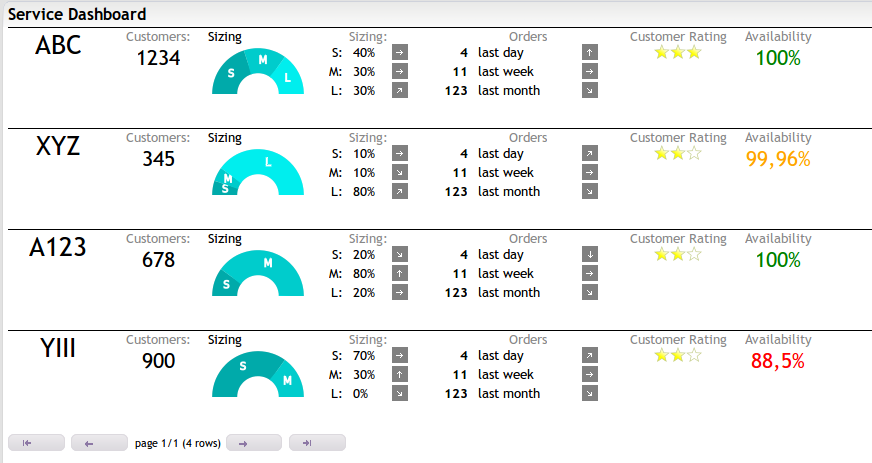 Service Dashboard
ABC Customers: Sizing Sizing: Orders Customer Rating Availability
1234 S M L S: 40% 4 last day 100%
M: 30% 11 last week
L: 30% 123 last month
XYZ Customers: Sizing Sizing: Orders Customer Rating Availability
345 S M L S: 10% 4 last day 99,96%
M: 10% 11 last week
L: 80% 123 last month
A123 Customers: Sizing Sizing: Orders Customer Rating Availability
678 S M S: 20% 4 last day 100%
M: 80% 11 last week
L: 20% 123 last month
YIII Customers: Sizing Sizing: Orders Customer Rating Availability
900 S M S: 70% 4 last day 88,5%
M: 30% 11 last week
L: 0% 123 last month
page 1/1 (4 rows)